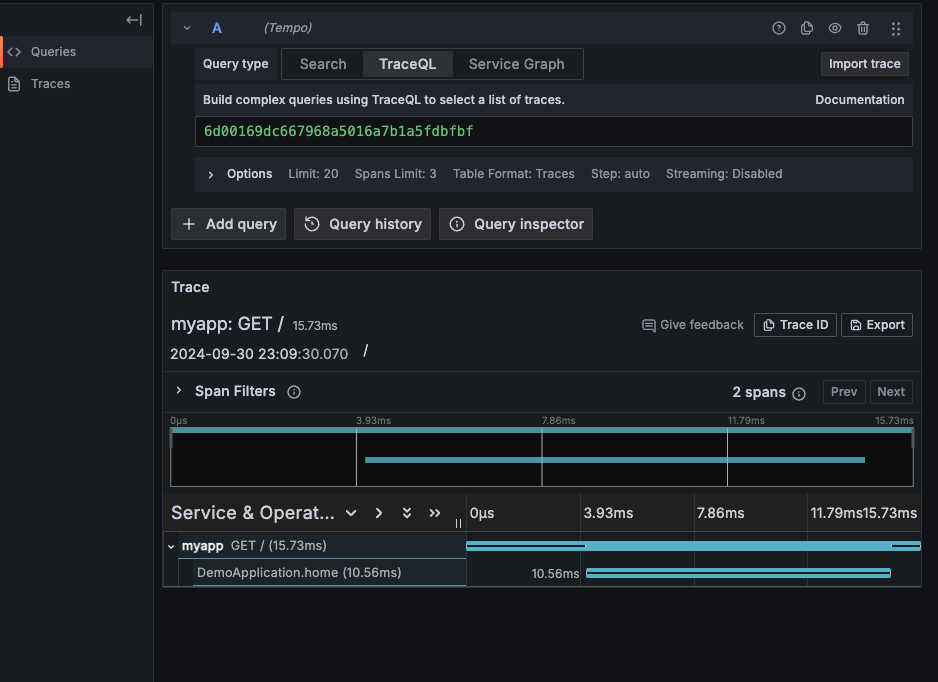 Queries
Traces
A (Tempo)
Query type Search TraceQL Service Graph Import trace
Build complex queries using TraceQL to select a list of traces. Documentation
6d00169dc667968a5016a7b1a5fdbfbf
Options Limit: 20 Spans Limit: 3 Table Format: Traces Step: auto Streaming: Disabled
+ Add query Query history Query inspector
Trace
myapp: GET / 15.73ms Give feedback Trace ID Export
2024-09-30 23:09:30.070 /
Span Filters 2 spans Prev Next
0μs 3.93ms 7.86ms 11.79ms 15.73ms
Service & Operat... 0μs 3.93ms 7.86ms 11.79ms 15.73ms
myapp GET / (15.73ms)
DemoApplication.home (10.56ms) 10.56ms